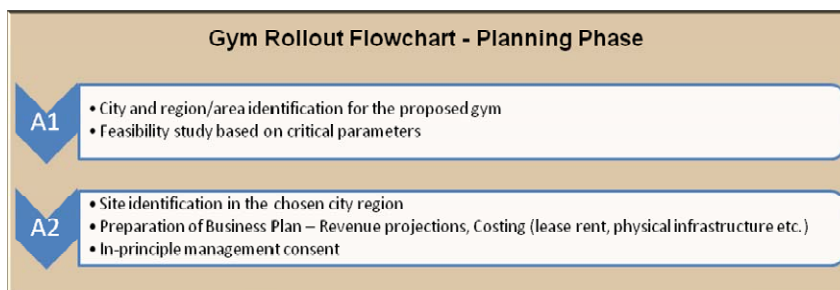 Gym Rollout Flowchart - Planning Phase
A1
• City and region/area identification for the proposed gym
• Feasibility study based on critical parameters
A2
• Site identification in the chosen city region
• Preparation of Business Plan – Revenue projections, Costing (lease rent, physical infrastructure etc.)
• In-principle management consent